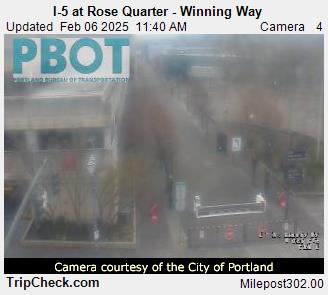 I-5 at Rose Quarter - Winning Way
Updated Feb 06 2025 11:40 AM Camera 4
PBOT
PORTLAND BUREAU OF TRANSPORTATION
Camera courtesy of the City of Portland
TripCheck.com Milepost302.00